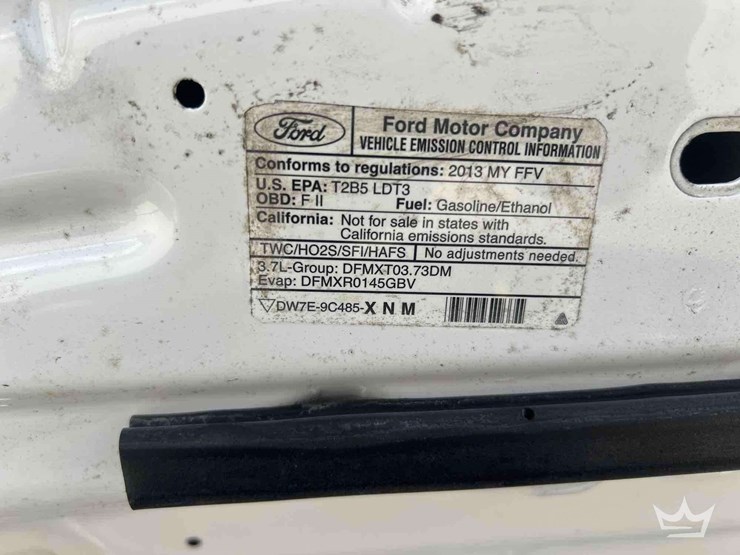 Ford
Ford Motor Company
VEHICLE EMISSION CONTROL INFORMATION
Conforms to regulations: 2013 MY FFV
U.S. EPA: T2B5 LDT3
OBD: F II Fuel: Gasoline/Ethanol
California: Not for sale in states with
California emissions standards.
TWC/HO2S/SFI/HAFS No adjustments needed.
3.7L-Group: DFMXT03.73DM
Evap: DFMXR0145GBV
DW7E-9C485-X N M